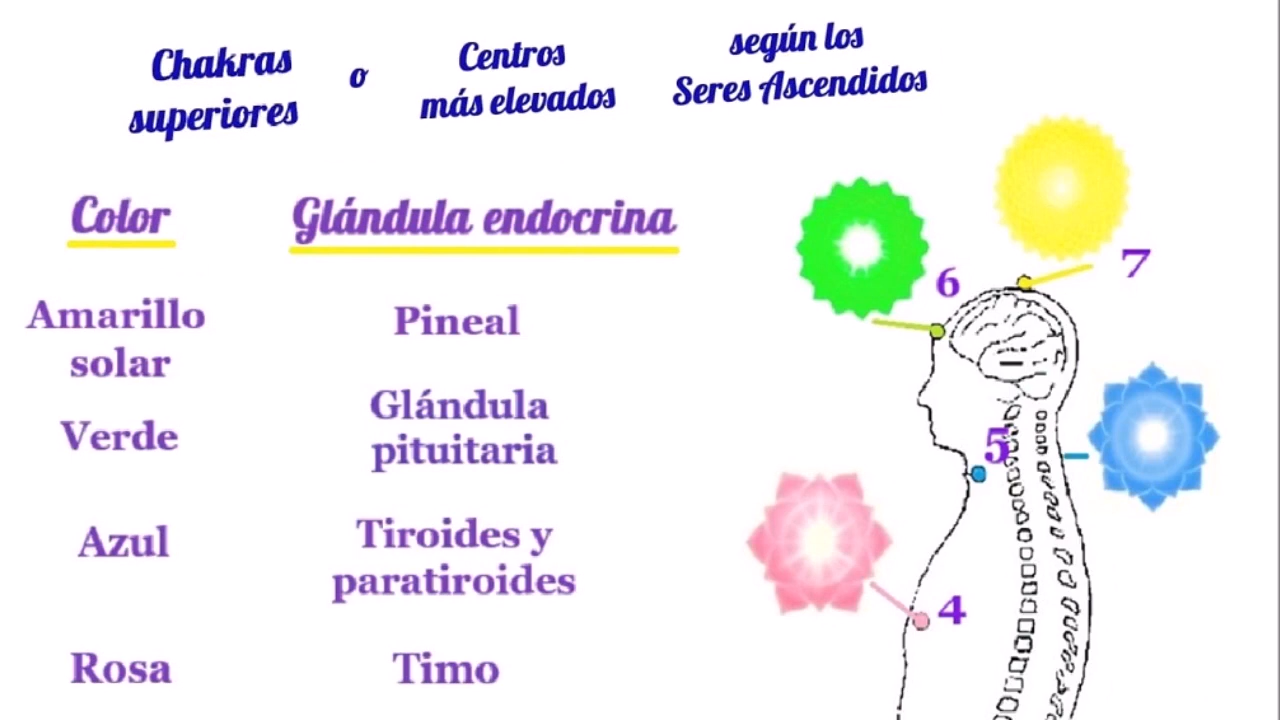 Chakras
superiores
o
Centros
más elevados
según los
Seres Ascendidos
Color
Glándula endocrina
Amarillo
solar
Pineal
Verde
Glándula
pituitaria
Azul
Tiroides y
paratiroides
Rosa
Timo
7
6
5
4